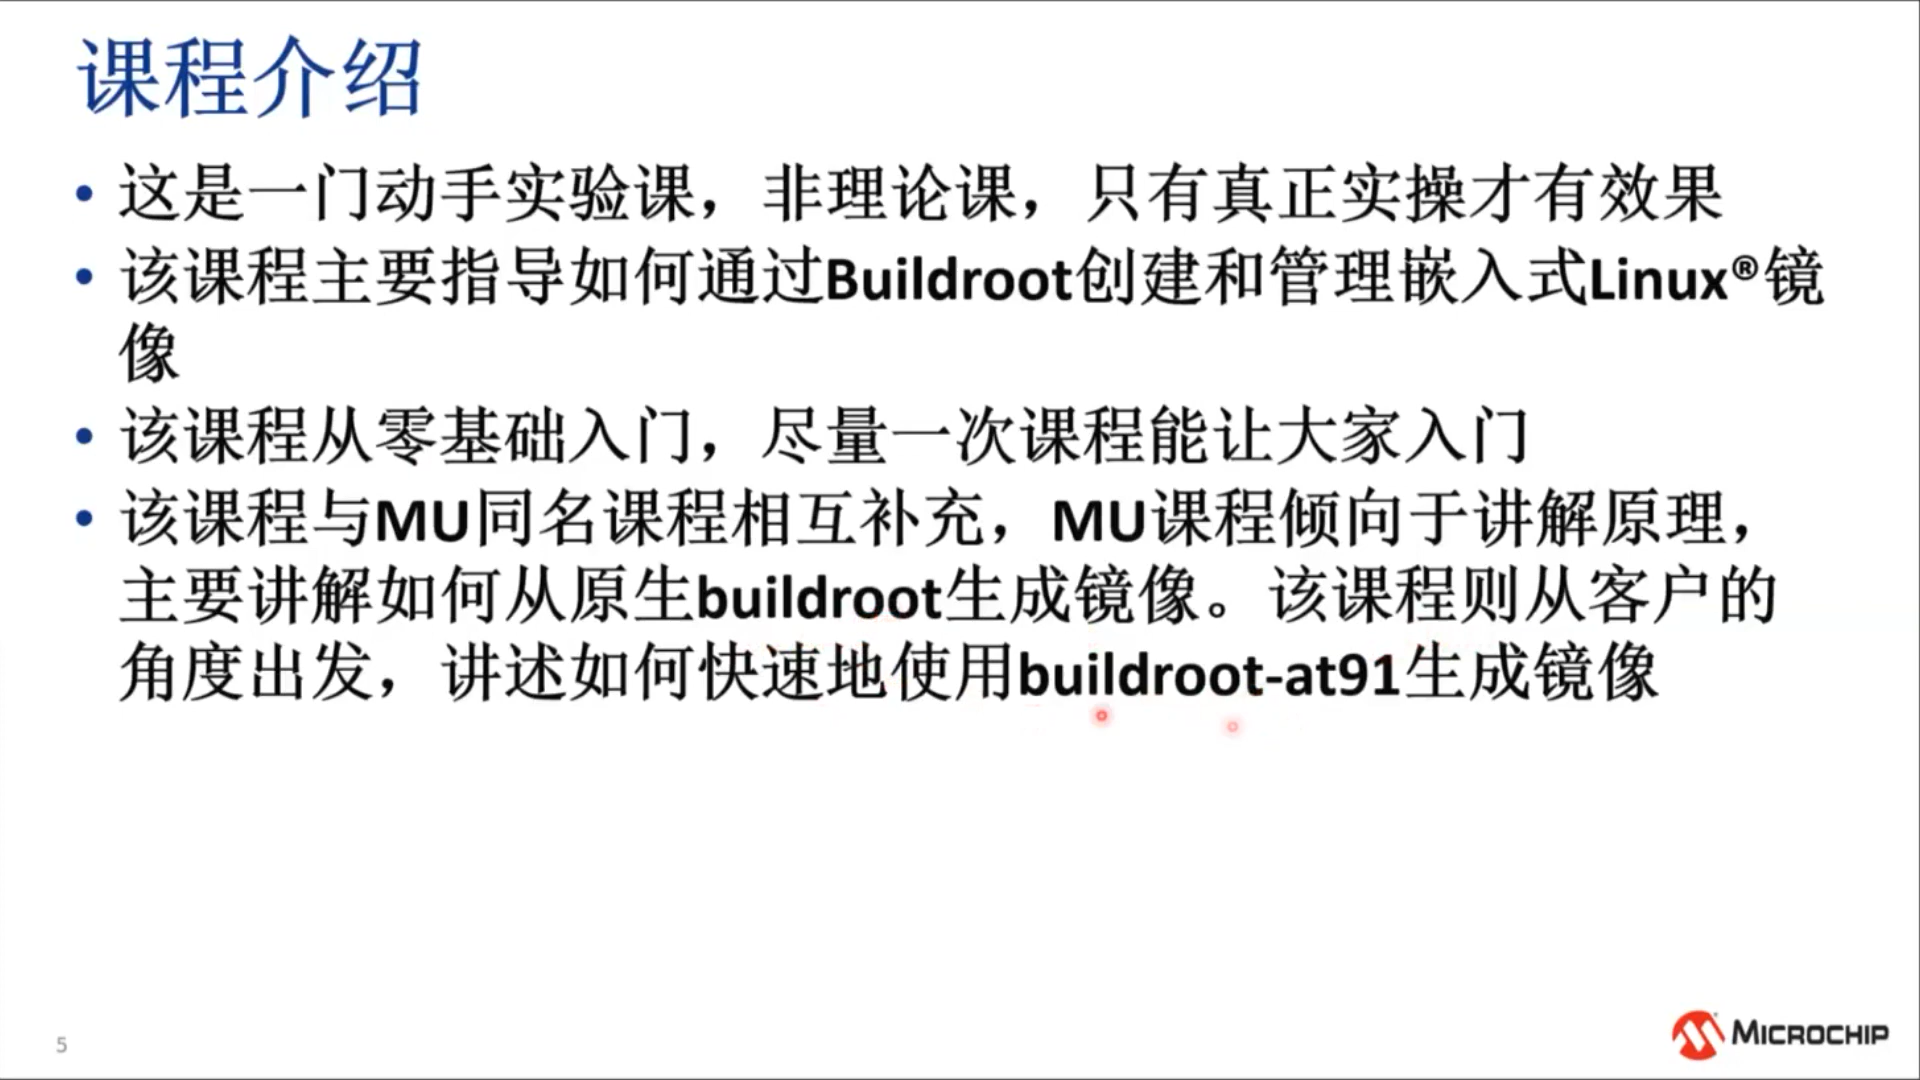 课程介绍
• 这是一门动手实验课，非理论课，只有真正实操才有效果
• 该课程主要指导如何通过Buildroot创建和管理嵌入式Linux®镜
像
• 该课程从零基础入门，尽量一次课程能让大家入门
• 该课程与MU同名课程相互补充，MU课程倾向于讲解原理，
主要讲解如何从原生buildroot生成镜像。该课程则从客户的
角度出发，讲述如何快速地使用buildroot-at91生成镜像
5
MICROCHIP